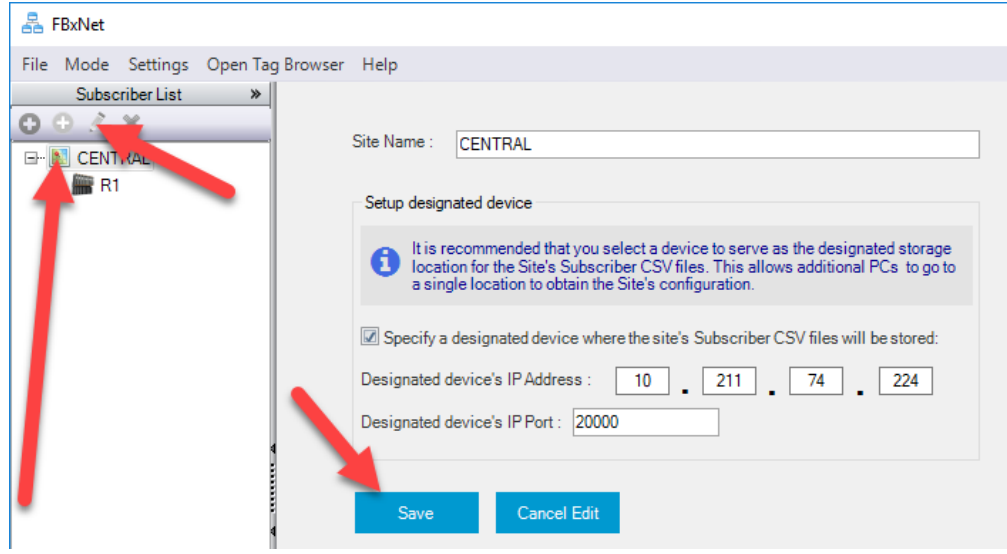 FBxNet
File Mode Settings Open Tag Browser Help
Subscriber List »
CENTRAL
R1
Site Name : CENTRAL
Setup designated device
It is recommended that you select a device to serve as the designated storage
location for the Site's Subscriber CSV files. This allows additional PCs to go to
a single location to obtain the Site's configuration.
Specify a designated device where the site's Subscriber CSV files will be stored:
Designated device's IP Address : 10 . 211 . 74 . 224
Designated device's IP Port : 20000
Save Cancel Edit